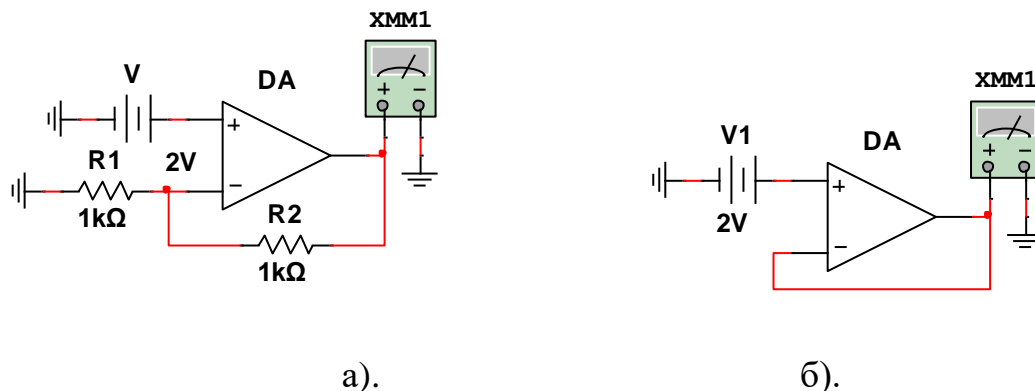 XMM1
V
DA
R1
2V
1kΩ
R2
1kΩ
XMM1
V1
DA
2V
а).
б).